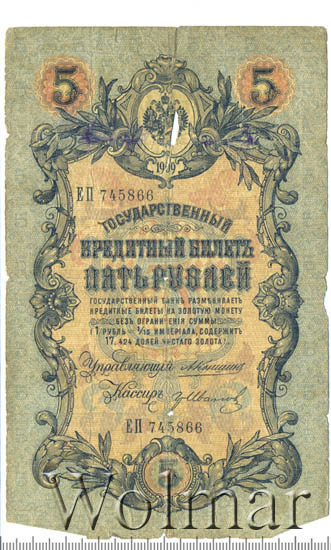 5 5
1909
ЕП 745866
ГОСУДАРСТВЕННЫЙ
КРЕДИТНЫЙ БИЛЕТЪ
ПЯТЬ РУБЛЕЙ
ГОСУДАРСТВЕННЫЙ БАНКЪ РАЗМѢНИВАЕТЪ
КРЕДИТНЫЕ БИЛЕТЫ НА ЗОЛОТУЮ МОНЕТУ
БЕЗЪ ОГРАНИЧЕНІЯ СУММЫ
(1 РУБЛЬ = 1/15 ИМПЕРІАЛА, СОДЕРЖИТЪ
17,424 ДОЛЕЙ ЧИСТАГО ЗОЛОТА)
Управляющій
Кассиръ
ЕП 745866
5
Wolmar